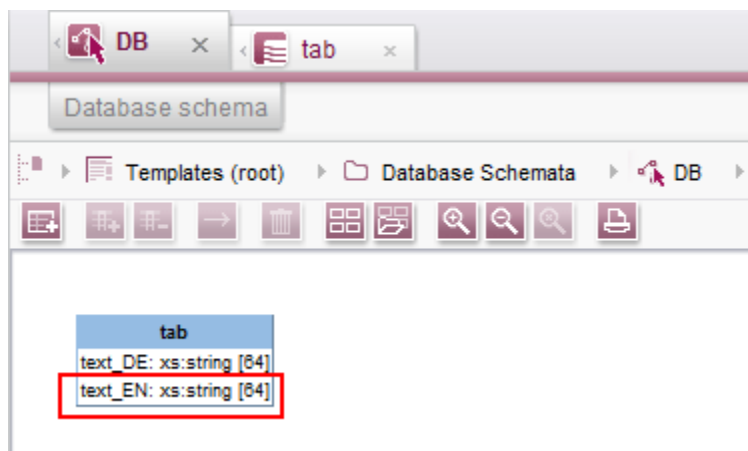 DB
tab
Database schema
Templates (root) Database Schemata DB
tab
text_DE: xs:string [64]
text_EN: xs:string [64]